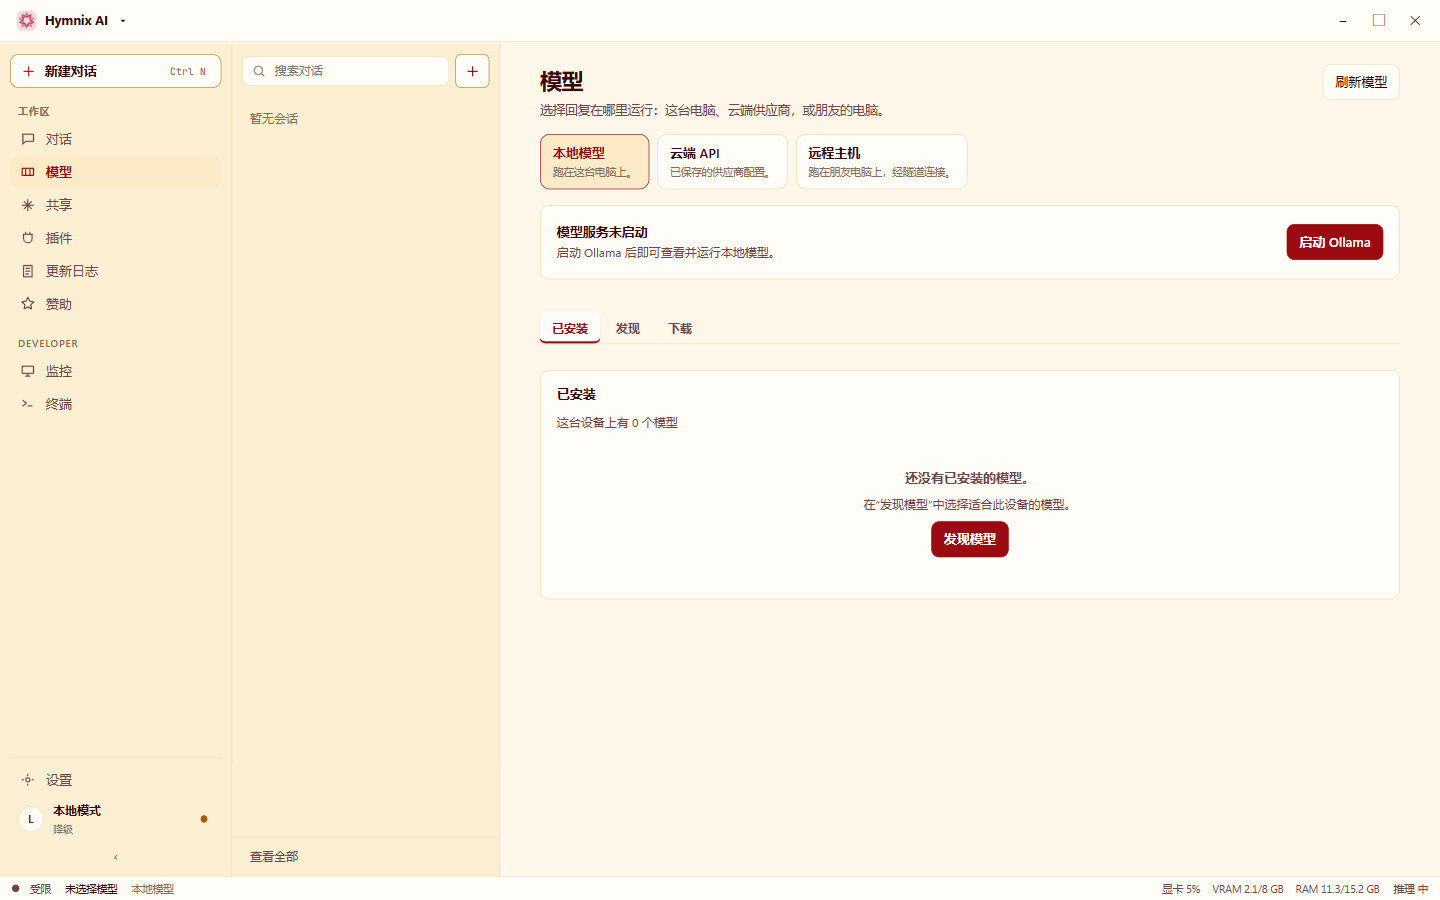 Hymnix AI
新建对话 Ctrl N
工作区
对话
模型
共享
插件
更新日志
赞助
DEVELOPER
监控
终端
设置
L
本地模式
降级
搜索对话
暂无会话
查看全部
模型
选择回复在哪里运行：这台电脑、云端供应商，或朋友的电脑。
刷新模型
本地模型
跑在这台电脑上。
云端 API
已保存的供应商配置。
远程主机
跑在朋友电脑上，经隧道连接。
模型服务未启动
启动 Ollama 后即可查看并运行本地模型。
启动 Ollama
已安装 发现 下载
已安装
这台设备上有 0 个模型
还没有已安装的模型。
在"发现模型"中选择适合此设备的模型。
发现模型
受限 未选择模型 本地模型 显卡 5% VRAM 2.1/8 GB RAM 11.3/15.2 GB 推理 中